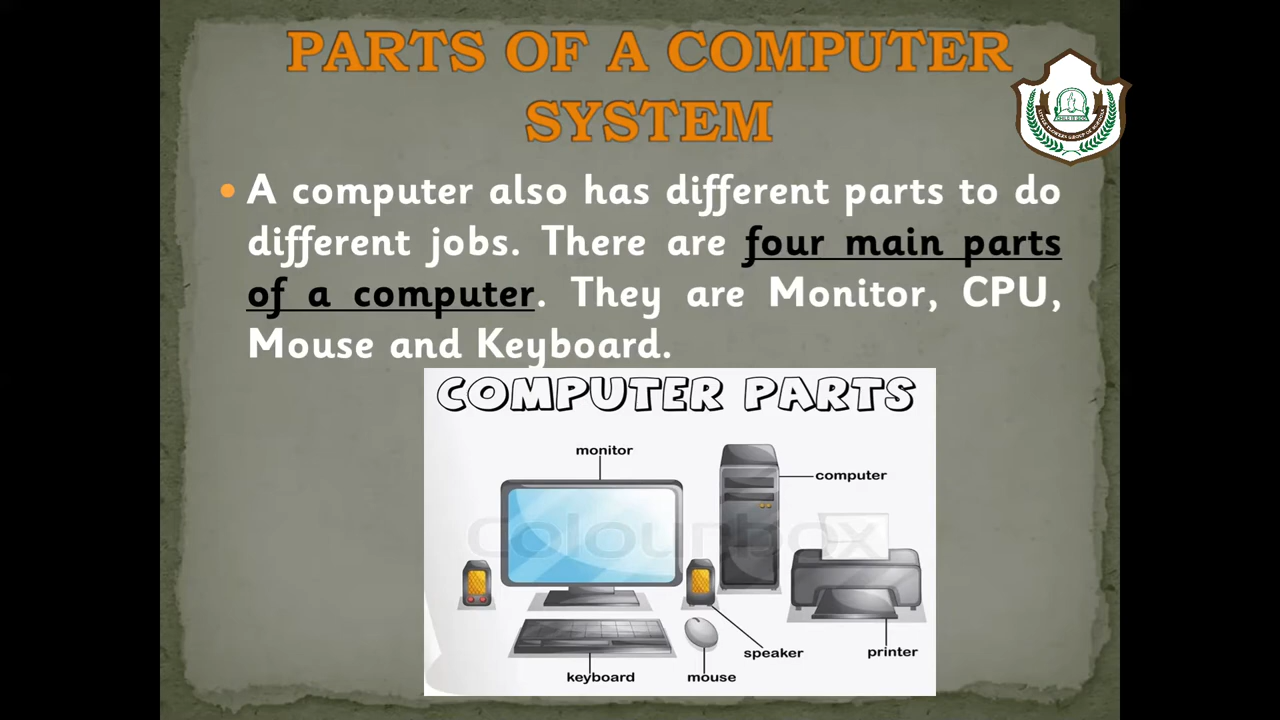 PARTS OF A COMPUTER
SYSTEM
• A computer also has different parts to do
different jobs. There are four main parts
of a computer. They are Monitor, CPU,
Mouse and Keyboard.
COMPUTER PARTS
monitor
computer
Colourbox
speaker
printer
keyboard
mouse